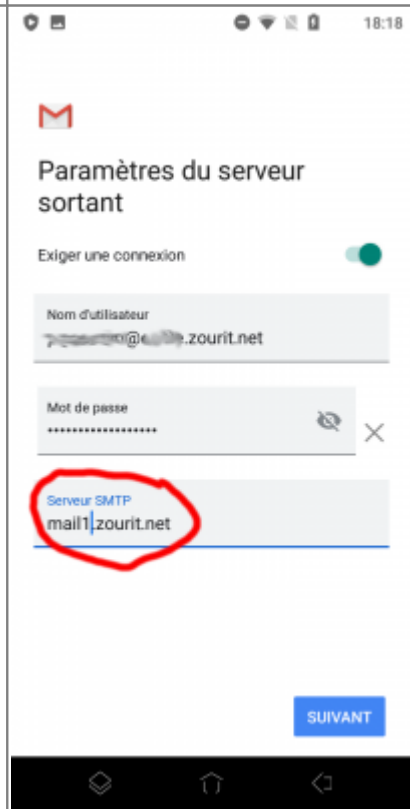 18:18
Paramètres du serveur
sortant
Exiger une connexion
Nom d'utilisateur
.zourit.net
Mot de passe
••••••••••••••••••
Serveur SMTP
mail1.zourit.net
SUIVANT